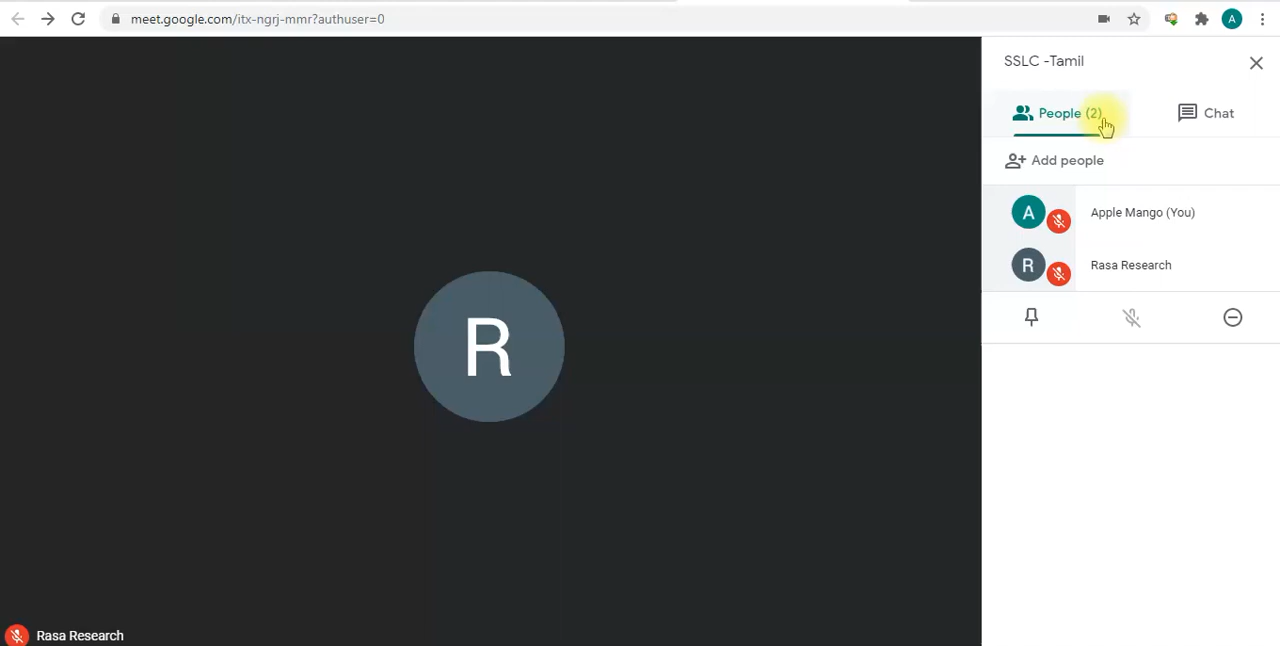 meet.google.com/itx-ngrj-mmr?authuser=0
A
SSLC -Tamil
People (2)
Chat
Add people
A
Apple Mango (You)
R
Rasa Research
R
Rasa Research